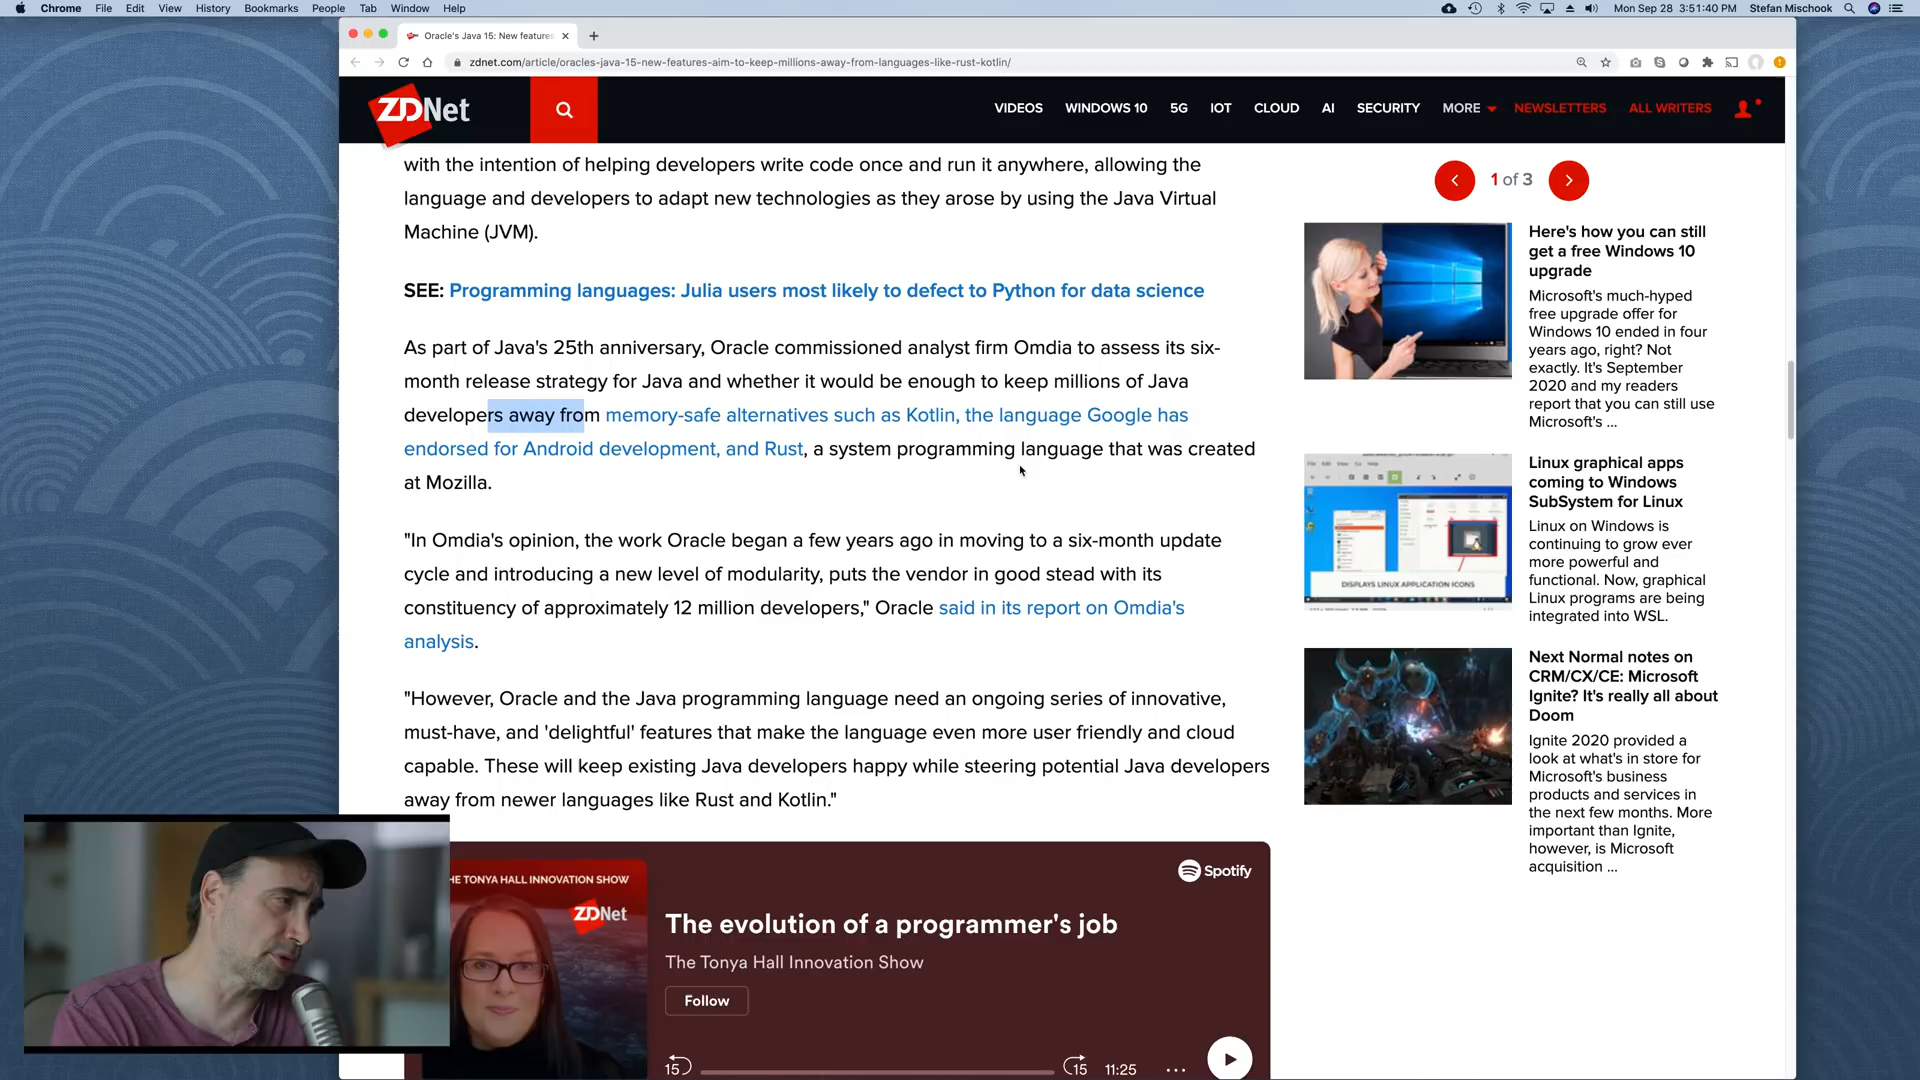 Chrome File Edit View History Bookmarks People Tab Window Help
Mon Sep 28 3:51:40 PM Stefan Mischook
Oracle's Java 15: New features
zdnet.com/article/oracles-java-15-new-features-aim-to-keep-millions-away-from-languages-like-rust-kotlin/
ZDNet
VIDEOS WINDOWS 10 5G IOT CLOUD AI SECURITY MORE NEWSLETTERS ALL WRITERS
with the intention of helping developers write code once and run it anywhere, allowing the
language and developers to adapt new technologies as they arose by using the Java Virtual
Machine (JVM).
SEE: Programming languages: Julia users most likely to defect to Python for data science
As part of Java's 25th anniversary, Oracle commissioned analyst firm Omdia to assess its six-
month release strategy for Java and whether it would be enough to keep millions of Java
developers away from memory-safe alternatives such as Kotlin, the language Google has
endorsed for Android development, and Rust, a system programming language that was created
at Mozilla.
"In Omdia's opinion, the work Oracle began a few years ago in moving to a six-month update
cycle and introducing a new level of modularity, puts the vendor in good stead with its
constituency of approximately 12 million developers," Oracle said in its report on Omdia's
analysis.
"However, Oracle and the Java programming language need an ongoing series of innovative,
must-have, and 'delightful' features that make the language even more user friendly and cloud
capable. These will keep existing Java developers happy while steering potential Java developers
away from newer languages like Rust and Kotlin."
HE TONYA HALL INNOVATION SHOW
ZDNet
Spotify
The evolution of a programmer's job
The Tonya Hall Innovation Show
Follow
15 15 11:25
1 of 3
Here's how you can still
get a free Windows 10
upgrade
Microsoft's much-hyped
free upgrade offer for
Windows 10 ended in four
years ago, right? Not
exactly. It's September
2020 and my readers
report that you can still use
Microsoft's ...
DISPLAYS LINUX APPLICATION ICONS
Linux graphical apps
coming to Windows
SubSystem for Linux
Linux on Windows is
continuing to grow ever
more powerful and
functional. Now, graphical
Linux programs are being
integrated into WSL.
Next Normal notes on
CRM/CX/CE: Microsoft
Ignite? It's really all about
Doom
Ignite 2020 provided a
look at what's in store for
Microsoft's business
products and services in
the next few months. More
important than Ignite,
however, is Microsoft
acquisition ...